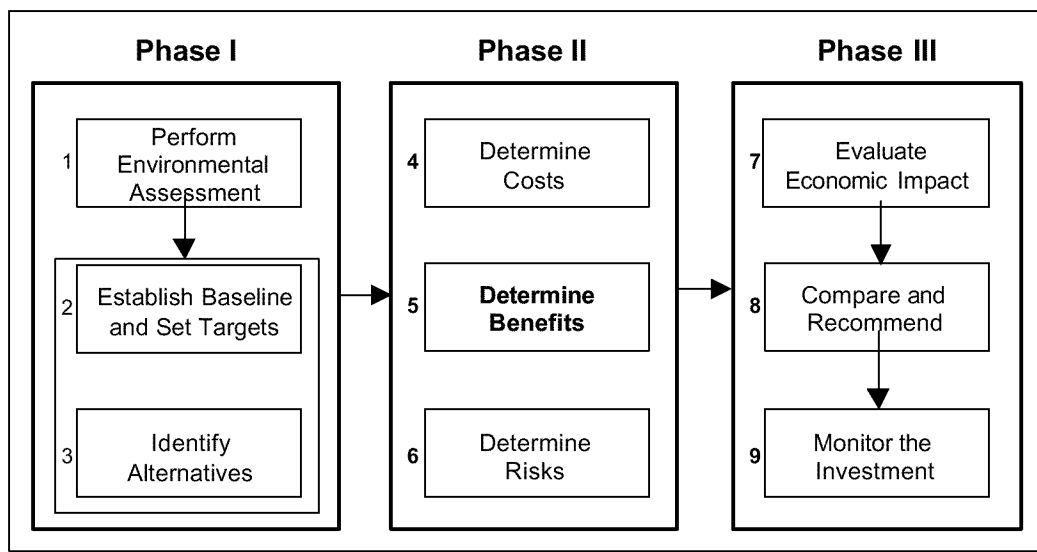 Phase I
1
Perform
Environmental
Assessment
2
Establish Baseline
and Set Targets
3
Identify
Alternatives
Phase II
4
Determine
Costs
5
Determine
Benefits
6
Determine
Risks
Phase III
7
Evaluate
Economic Impact
8
Compare and
Recommend
9
Monitor the
Investment